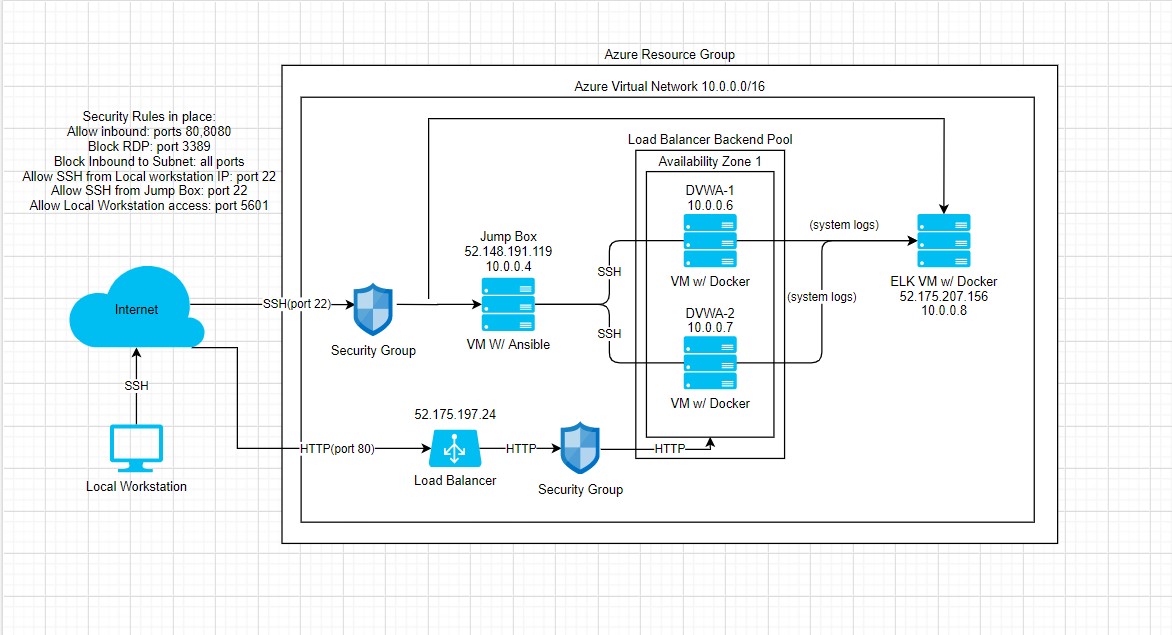 Azure Resource Group
Azure Virtual Network 10.0.0.0/16
Security Rules in place:
Allow inbound: ports 80,8080
Block RDP: port 3389
Block Inbound to Subnet: all ports
Allow SSH from Local workstation IP: port 22
Allow SSH from Jump Box: port 22
Allow Local Workstation access: port 5601
Load Balancer Backend Pool
Availability Zone 1
DVWA-1
10.0.0.6
VM w/ Docker
(system logs)
Jump Box
52.148.191.119
10.0.0.4
VM W/ Ansible
SSH
SSH
(system logs)
ELK VM w/ Docker
52.175.207.156
10.0.0.8
DVWA-2
10.0.0.7
VM w/ Docker
Internet
SSH(port 22)
Security Group
SSH
Local Workstation
HTTP(port 80)
52.175.197.24
Load Balancer
HTTP
Security Group
HTTP